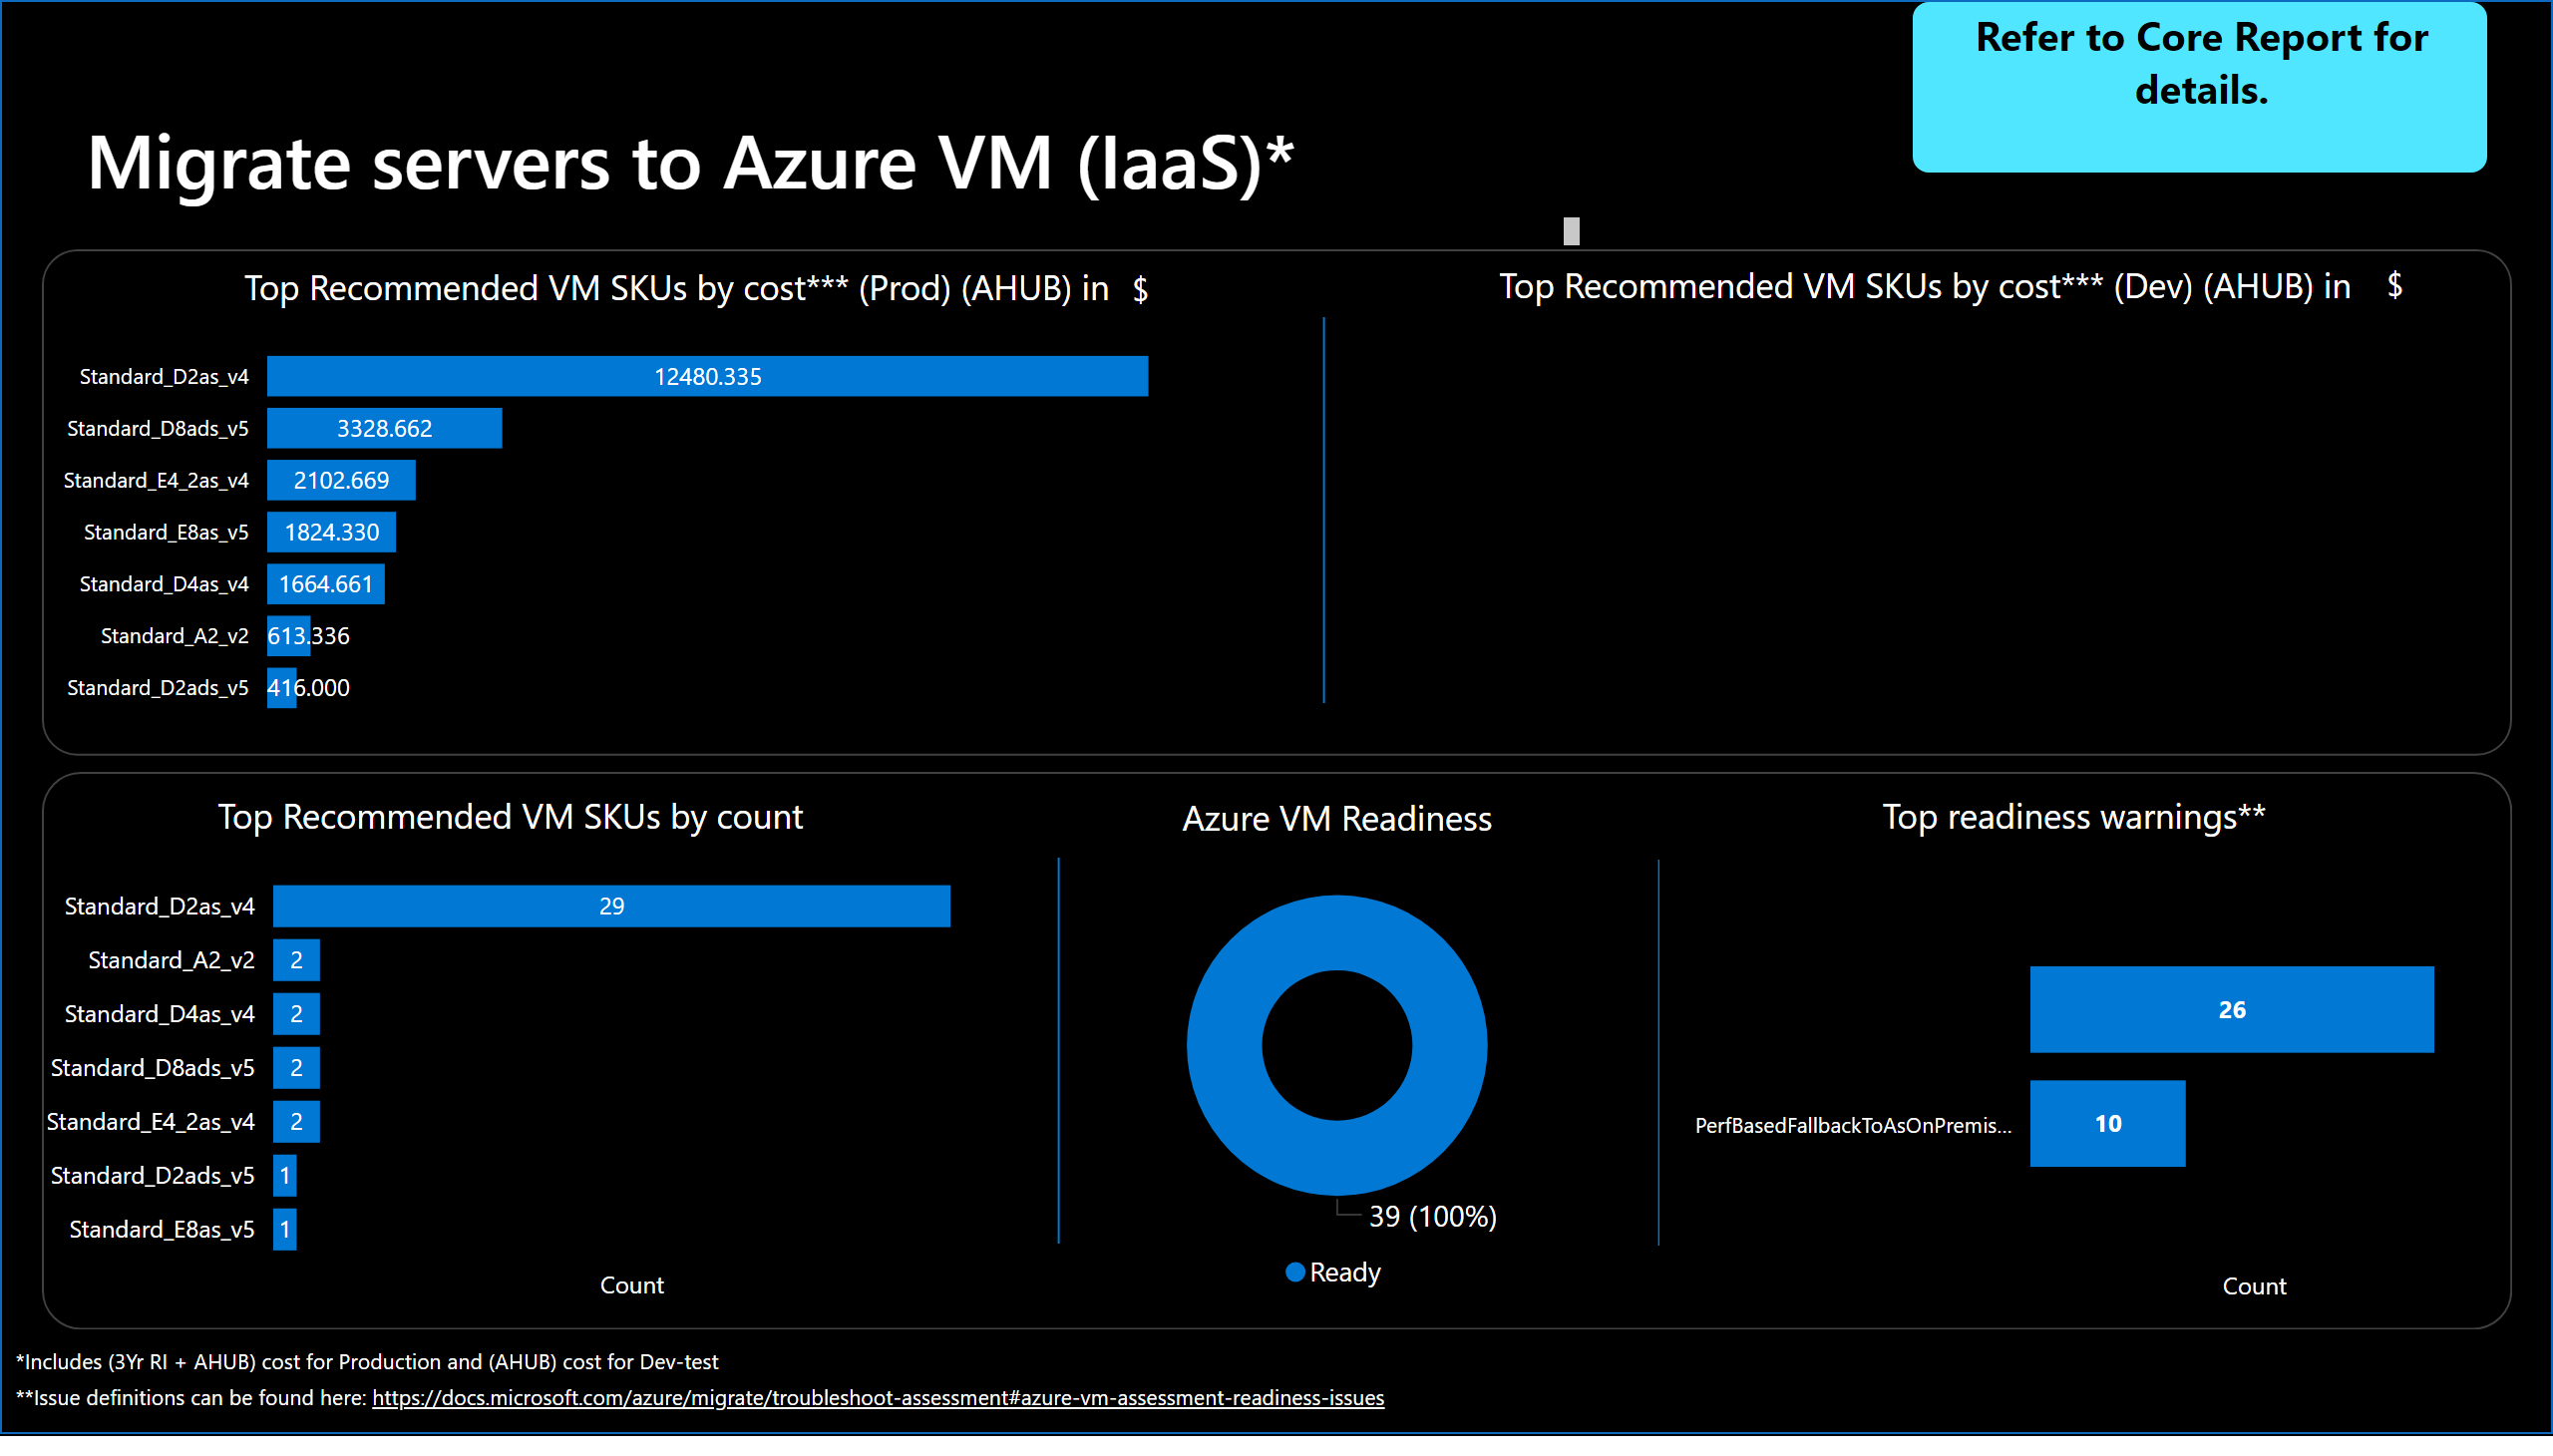 Refer to Core Report for
details.
Migrate servers to Azure VM (IaaS)*
Top Recommended VM SKUs by cost*** (Prod) (AHUB) in $
Standard_D2as_v4 12480.335
Standard_D8ads_v5 3328.662
Standard_E4_2as_v4 2102.669
Standard_E8as_v5 1824.330
Standard_D4as_v4 1664.661
Standard_A2_v2 613.336
Standard_D2ads_v5 416.000
Top Recommended VM SKUs by cost*** (Dev) (AHUB) in $
Top Recommended VM SKUs by count
Standard_D2as_v4 29
Standard_A2_v2 2
Standard_D4as_v4 2
Standard_D8ads_v5 2
Standard_E4_2as_v4 2
Standard_D2ads_v5 1
Standard_E8as_v5 1
Count
Azure VM Readiness
39 (100%)
Ready
Top readiness warnings**
26
PerfBasedFallbackToAsOnPremis... 10
Count
*Includes (3Yr RI + AHUB) cost for Production and (AHUB) cost for Dev-test
**Issue definitions can be found here: https://docs.microsoft.com/azure/migrate/troubleshoot-assessment#azure-vm-assessment-readiness-issues